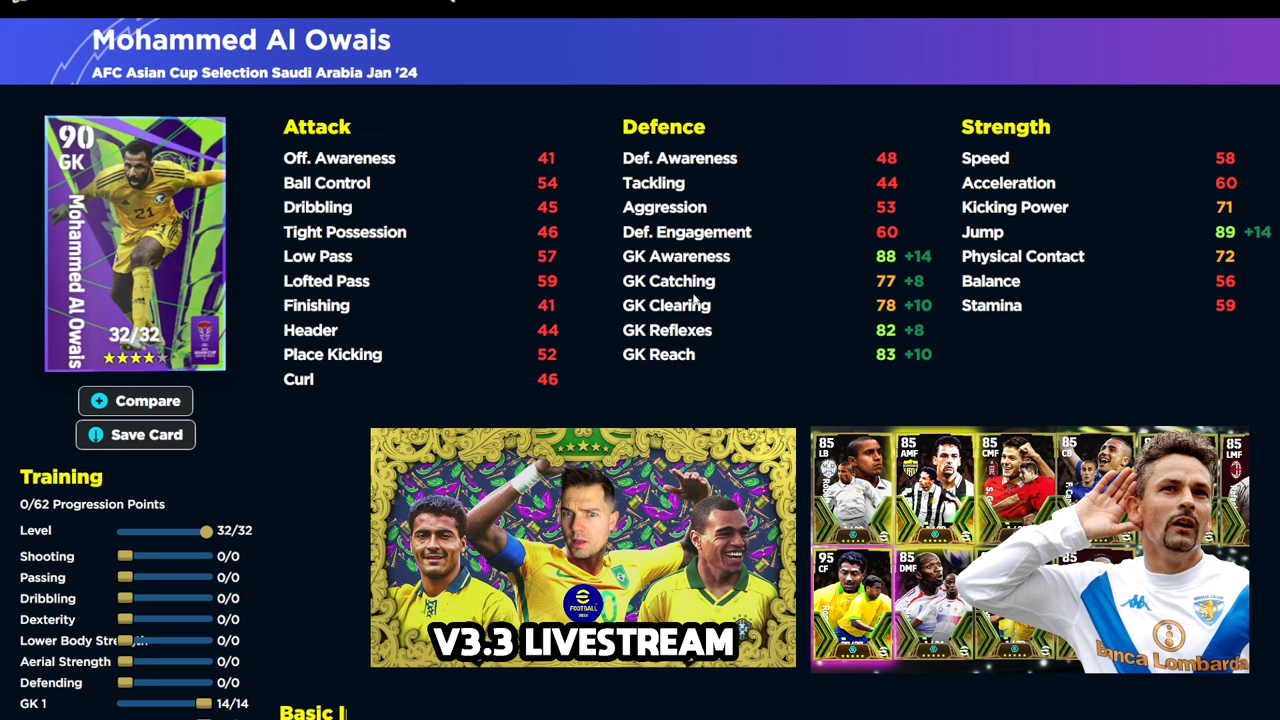 Mohammed Al Owais
AFC Asian Cup Selection Saudi Arabia Jan '24
90
GK
Mohammed Al Owais
21
32/32
Compare
Save Card
Attack
Off. Awareness 41
Ball Control 54
Dribbling 45
Tight Possession 46
Low Pass 57
Lofted Pass 59
Finishing 41
Header 44
Place Kicking 52
Curl 46
Defence
Def. Awareness 48
Tackling 44
Aggression 53
Def. Engagement 60
GK Awareness 88 +14
GK Catching 77 +8
GK Clearing 78 +10
GK Reflexes 82 +8
GK Reach 83 +10
Strength
Speed 58
Acceleration 60
Kicking Power 71
Jump 89 +14
Physical Contact 72
Balance 56
Stamina 59
Training
0/62 Progression Points
Level 32/32
Shooting 0/0
Passing 0/0
Dribbling 0/0
Dexterity 0/0
Lower Body Stre
Aerial Strength 0/0
Defending 0/0
GK 1 14/14
FOOTBALL
V3.3 LIVESTREAM
85
LB
85
AMF
85
CMF
85
CB
85
LMF
95
CF
85
DMF
85
Banca Lombarda
Basic